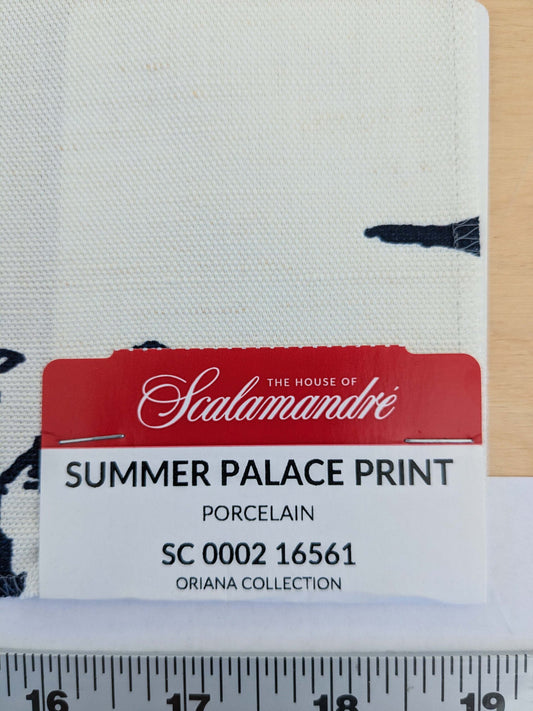 THE HOUSE OF
Scalamandré
SUMMER PALACE PRINT
PORCELAIN
SC 0002 16561
ORIANA COLLECTION
16 17 18 19